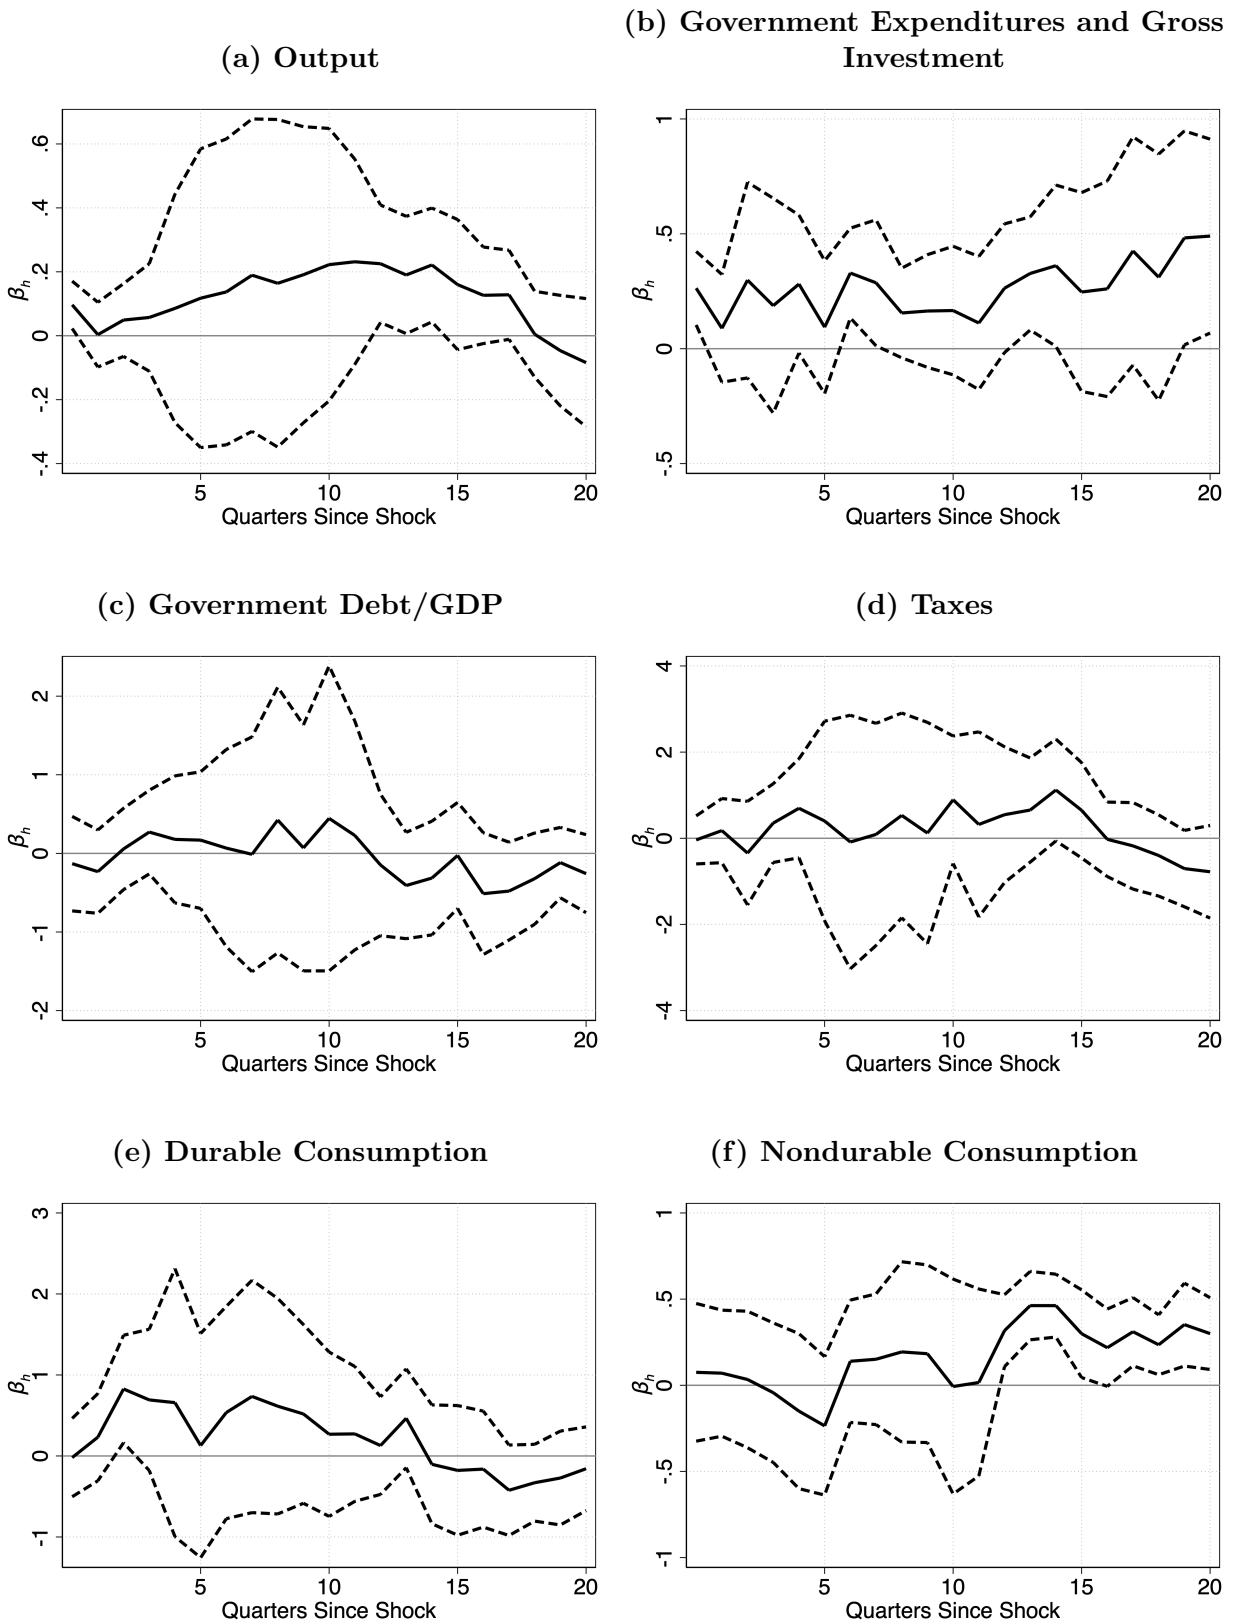 (a) Output
(b) Government Expenditures and Gross
Investment
.6
.4
.2
0
-.2
-.4
βh
5 10 15 20
Quarters Since Shock
1
.5
0
-.5
βh
5 10 15 20
Quarters Since Shock
(c) Government Debt/GDP
(d) Taxes
2
1
0
-1
-2
βh
5 10 15 20
Quarters Since Shock
4
2
0
-2
-4
βh
5 10 15 20
Quarters Since Shock
(e) Durable Consumption
(f) Nondurable Consumption
3
2
1
0
-1
βh
5 10 15 20
Quarters Since Shock
1
.5
0
-.5
-1
βh
5 10 15 20
Quarters Since Shock